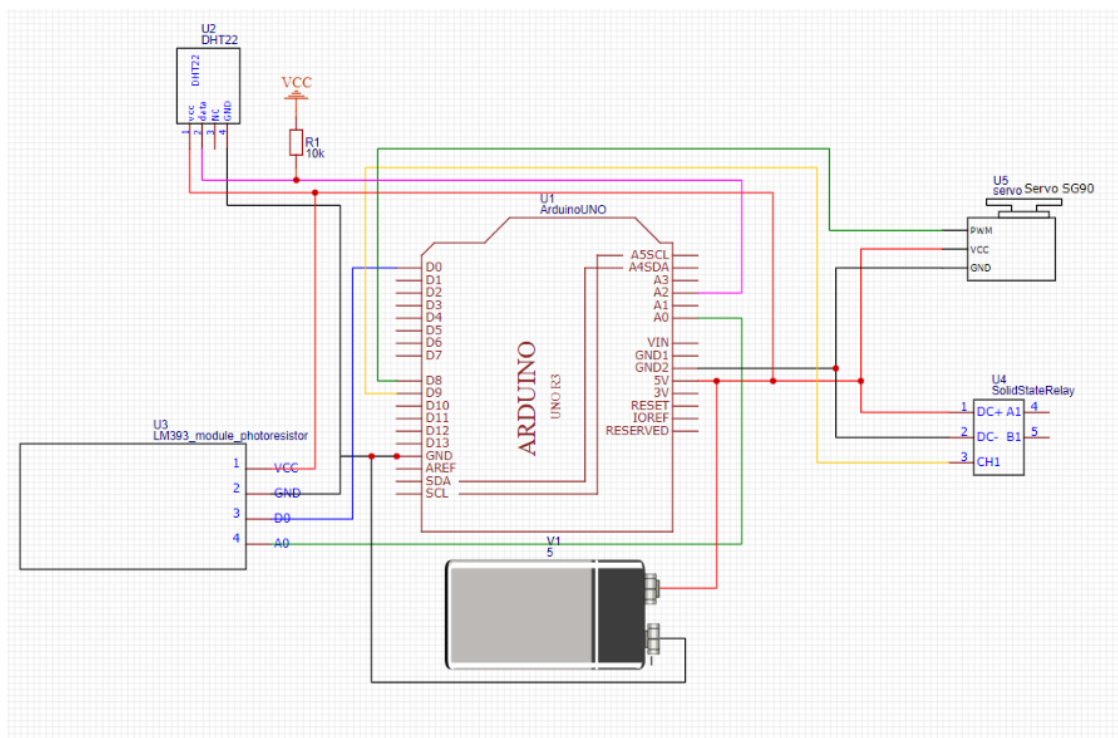 U2
DHT22
DHT22
vcc
data
NC
GND
1
2
3
4
VCC
R1
10k
U1
ArduinoUNO
U5
servo Servo SG90
PWM
VCC
GND
D0
D1
D2
D3
D4
D5
D6
D7
D8
D9
D10
D11
D12
D13
GND
AREF
SDA
SCL
ARDUINO
UNO R3
A5SCL
A4SDA
A3
A2
A1
A0
VIN
GND1
GND2
5V
3V
RESET
IOREF
RESERVED
U4
SolidStateRelay
1 DC+ A1 4
2 DC- B1 5
3 CH1
U3
LM393_module_photoresistor
1 VCC
2 GND
3 D0
4 A0
V1
5